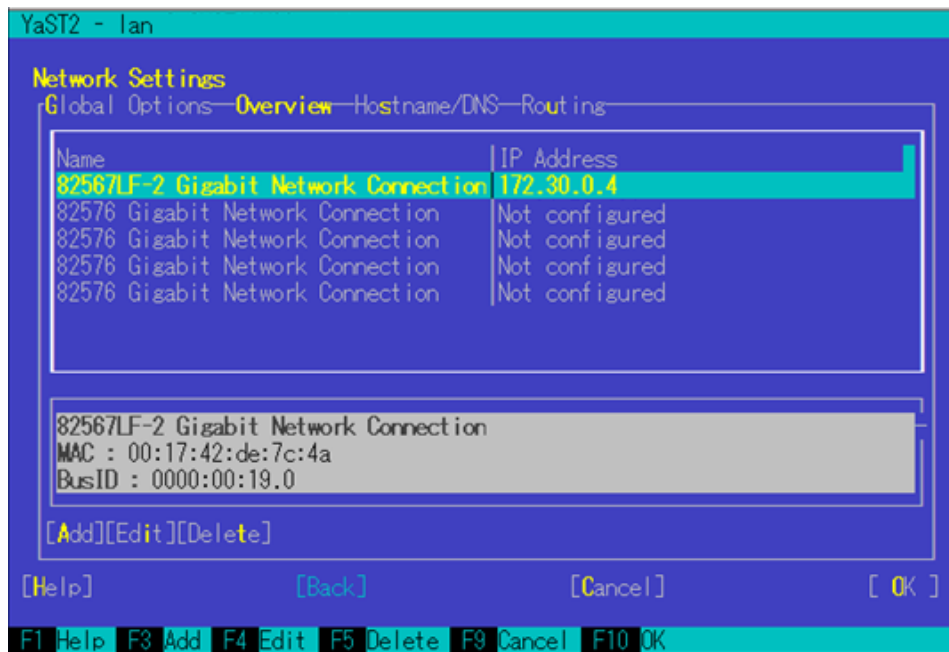 YaST2 - lan
Network Settings
Global Options Overview Hostname/DNS Routing
Name IP Address
82567LF-2 Gigabit Network Connection 172.30.0.4
82576 Gigabit Network Connection Not configured
82576 Gigabit Network Connection Not configured
82576 Gigabit Network Connection Not configured
82576 Gigabit Network Connection Not configured
82567LF-2 Gigabit Network Connection
MAC : 00:17:42:de:7c:4a
BusID : 0000:00:19.0
[Add][Edit][Delete]
[Help] [Back] [Cancel] [ OK ]
F1 Help F3 Add F4 Edit F5 Delete F9 Cancel F10 OK